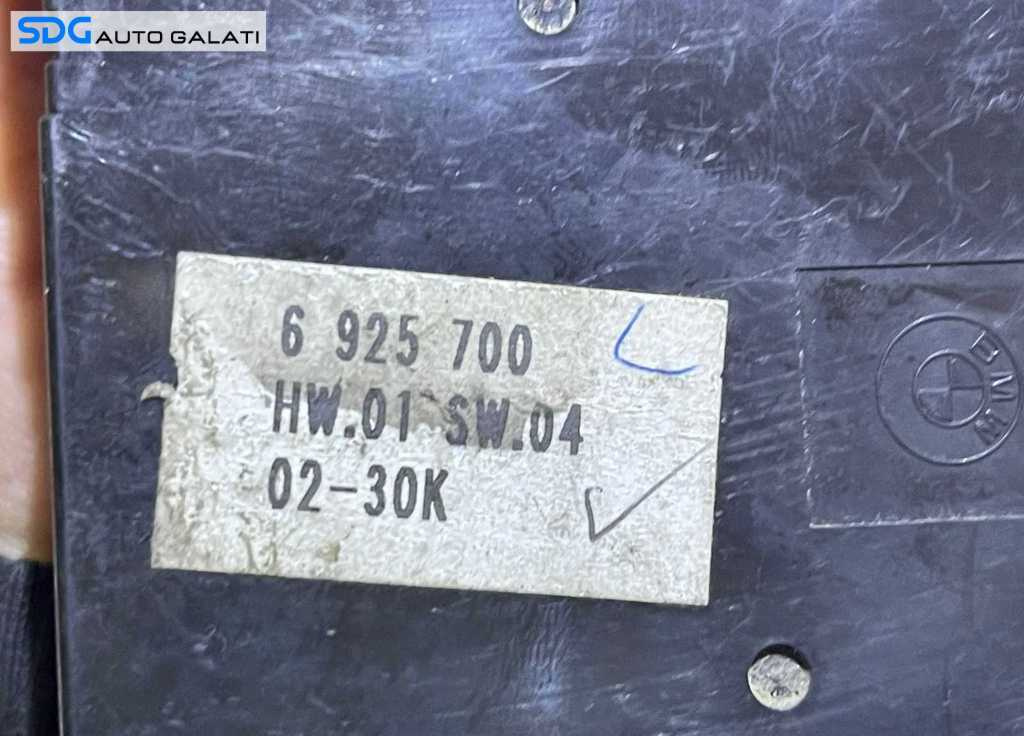 SDG AUTO GALATI
6 925 700
HW.01 SW.04
02-30K
BMW